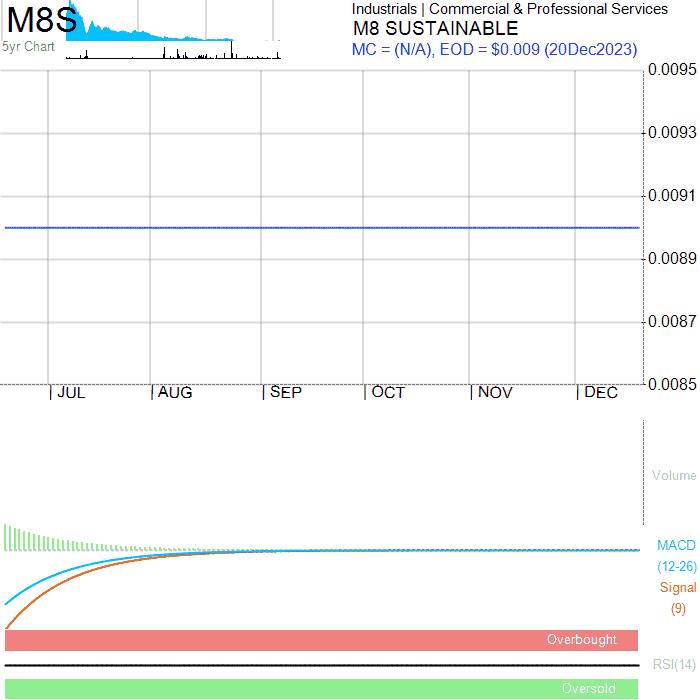 M8S
5yr Chart
Industrials | Commercial & Professional Services
M8 SUSTAINABLE
MC = (N/A), EOD = $0.009 (20Dec2023)
0.0095
0.0093
0.0091
0.0089
0.0087
0.0085
JUL AUG SEP OCT NOV DEC
Volume
MACD
(12-26)
Signal
(9)
Overbought
RSI(14)
Oversold